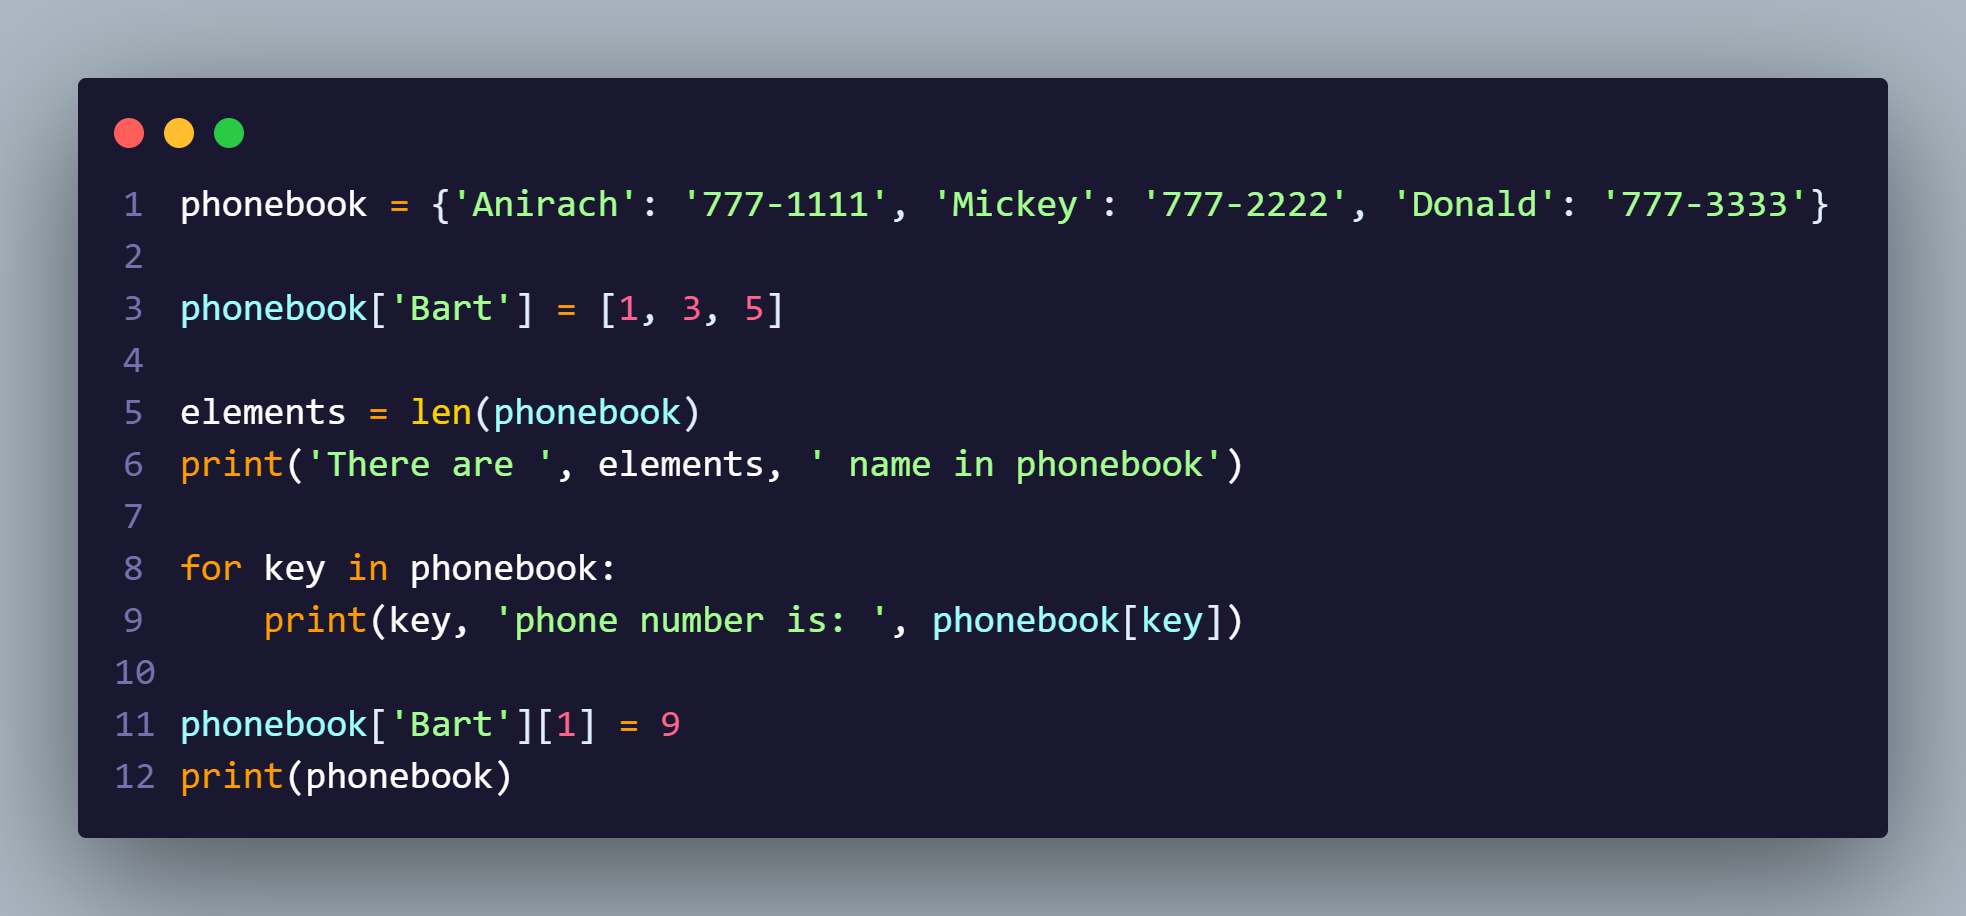 1 phonebook = {'Anirach': '777-1111', 'Mickey': '777-2222', 'Donald': '777-3333'}
2
3 phonebook['Bart'] = [1, 3, 5]
4
5 elements = len(phonebook)
6 print('There are ', elements, ' name in phonebook')
7
8 for key in phonebook:
9     print(key, 'phone number is: ', phonebook[key])
10
11 phonebook['Bart'][1] = 9
12 print(phonebook)